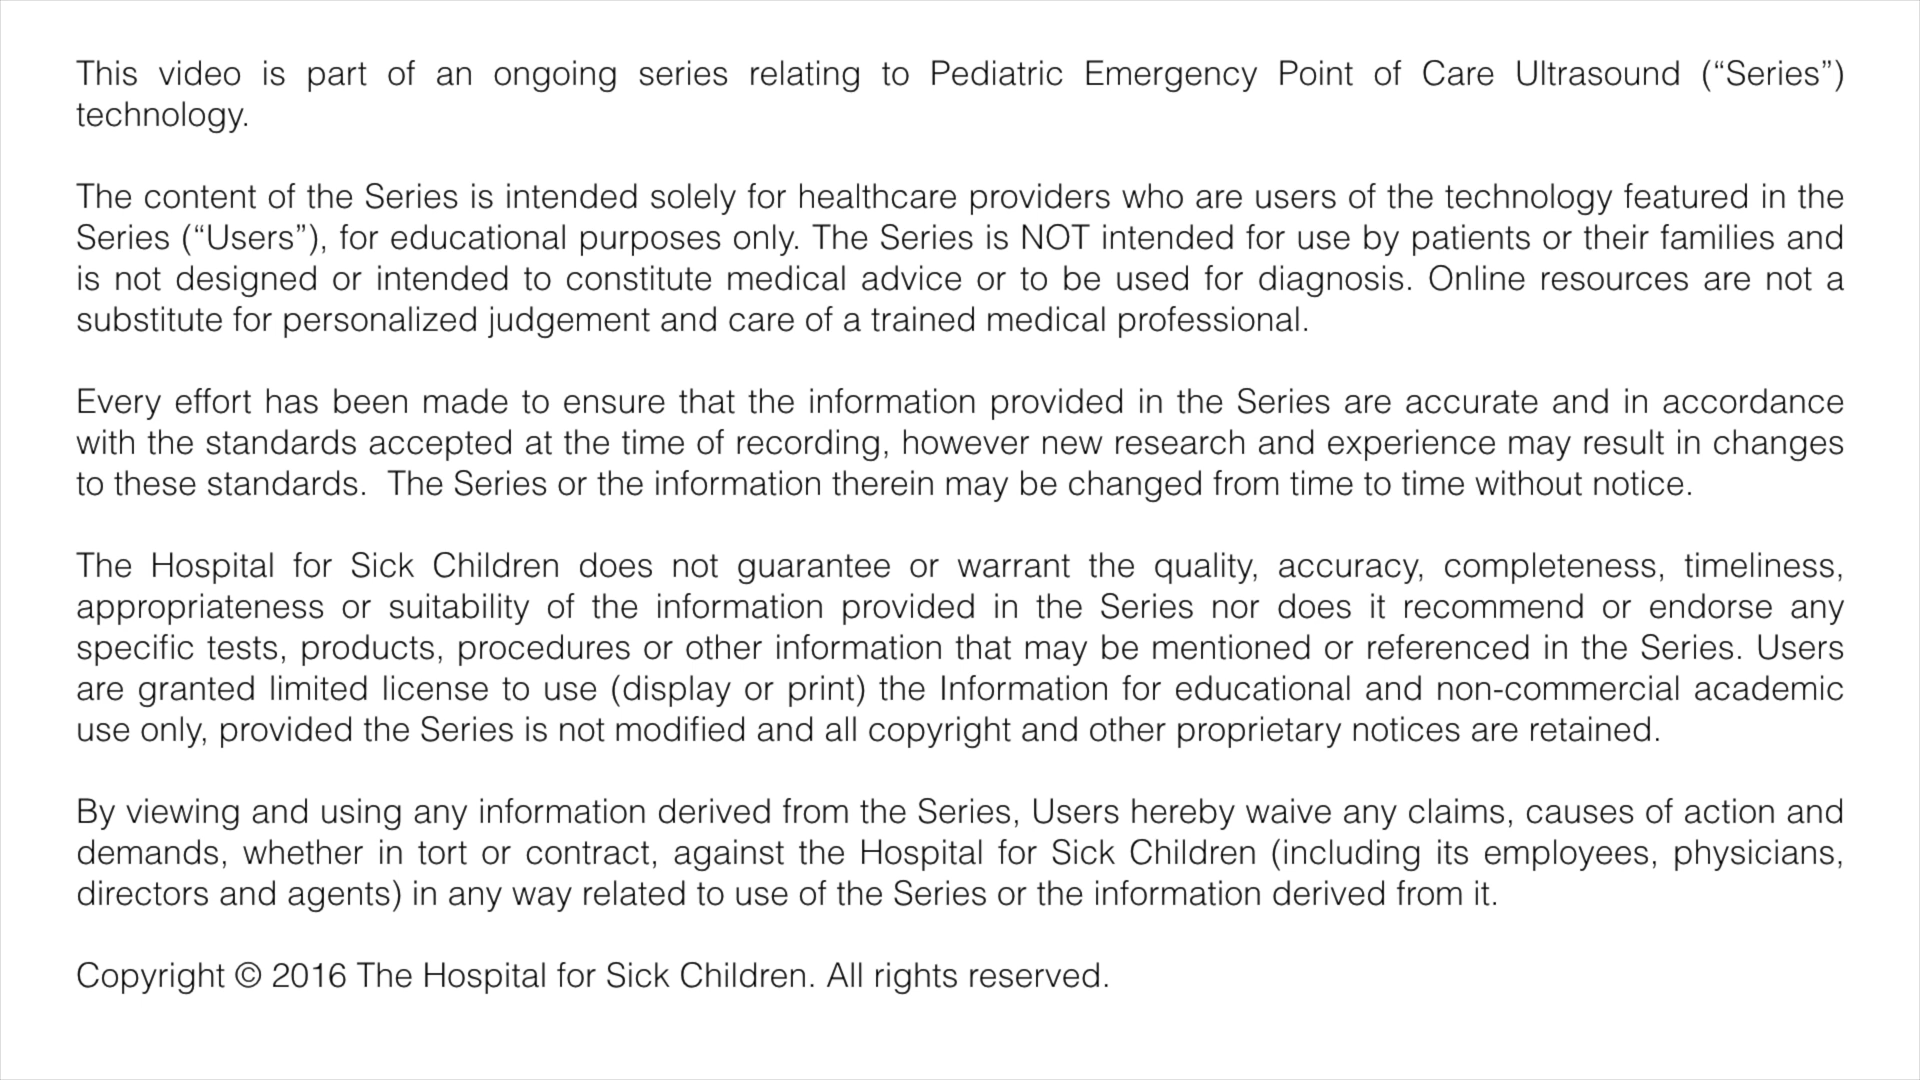 This video is part of an ongoing series relating to Pediatric Emergency Point of Care Ultrasound (“Series”)
technology.
The content of the Series is intended solely for healthcare providers who are users of the technology featured in the
Series (“Users”), for educational purposes only. The Series is NOT intended for use by patients or their families and
is not designed or intended to constitute medical advice or to be used for diagnosis. Online resources are not a
substitute for personalized judgement and care of a trained medical professional.
Every effort has been made to ensure that the information provided in the Series are accurate and in accordance
with the standards accepted at the time of recording, however new research and experience may result in changes
to these standards.  The Series or the information therein may be changed from time to time without notice.
The Hospital for Sick Children does not guarantee or warrant the quality, accuracy, completeness, timeliness,
appropriateness or suitability of the information provided in the Series nor does it recommend or endorse any
specific tests, products, procedures or other information that may be mentioned or referenced in the Series. Users
are granted limited license to use (display or print) the Information for educational and non-commercial academic
use only, provided the Series is not modified and all copyright and other proprietary notices are retained.
By viewing and using any information derived from the Series, Users hereby waive any claims, causes of action and
demands, whether in tort or contract, against the Hospital for Sick Children (including its employees, physicians,
directors and agents) in any way related to use of the Series or the information derived from it.
Copyright © 2016 The Hospital for Sick Children. All rights reserved.